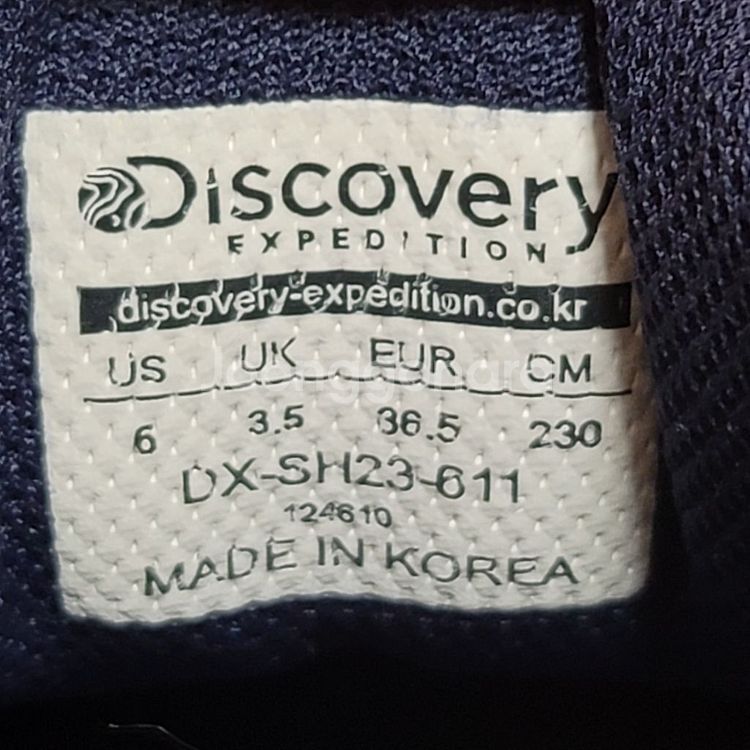 Discovery
EXPEDITION
discovery-expedition.co.kr
US UK EUR CM
6 3.5 36.5 230
DX-SH23-611
124610
MADE IN KOREA